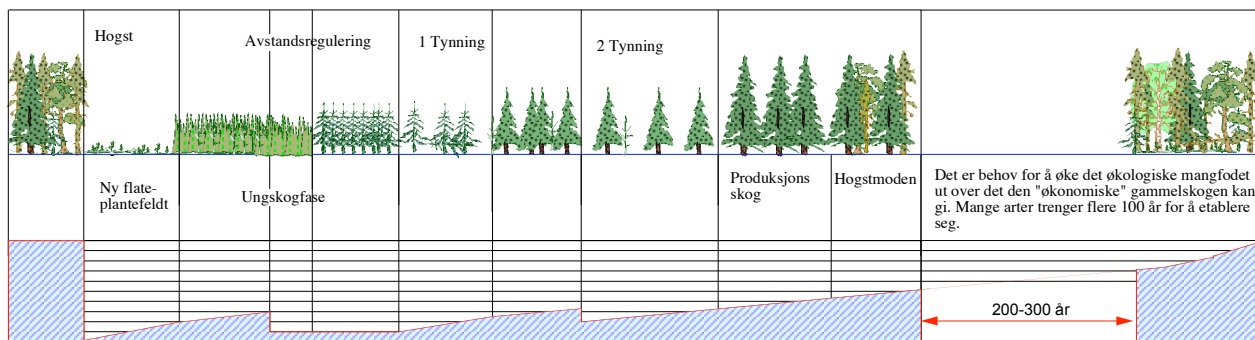 Hogst
Avstandsregulering
1 Tynning
2 Tynning
Ny flate-
plantefeldt
Ungskogfase
Produksjons
skog
Hogstmoden
Det er behov for å øke det økologiske mangfodet
ut over det den "økonomiske" gammelskogen kan
gi. Mange arter trenger flere 100 år for å etablere
seg.
200-300 år